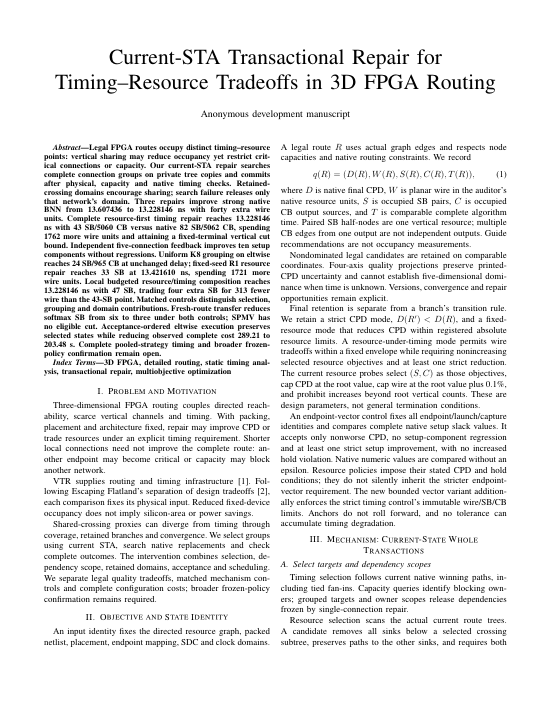 Current-STA Transactional Repair for
Timing–Resource Tradeoffs in 3D FPGA Routing
Anonymous development manuscript
Abstract—Legal FPGA routes occupy distinct timing–resource
points: vertical sharing may reduce occupancy yet restrict crit-
ical connections or capacity. Our current-STA repair searches
complete connection groups on private tree copies and commits
after physical, capacity and native timing checks. Retained-
crossing domains encourage sharing; search failure releases only
that network's domain. Three repairs improve strong native
BNN from 13.607436 to 13.228146 ns with forty extra wire
units. Complete resource-first timing repair reaches 13.228146
ns with 43 SB/5060 CB versus native 82 SB/5062 CB, spending
1762 more wire units and attaining a fixed-terminal vertical cut
bound. Independent five-connection feedback improves ten setup
components without regressions. Uniform K8 grouping on eltwise
reaches 24 SB/965 CB at unchanged delay; fixed-seed R1 resource
repair reaches 33 SB at 13.421610 ns, spending 1721 more
wire units. Local budgeted resource/timing composition reaches
13.228146 ns with 47 SB, trading four extra SB for 313 fewer
wire than the 43-SB point. Matched controls distinguish selection,
grouping and domain contributions. Fresh-route transfer reduces
softmax SB from six to three under both controls; SPMV has
no eligible cut. Acceptance-ordered eltwise execution preserves
selected states while reducing observed cost 289.21 to
203.48 s. Complete pooled-strategy timing and broader frozen-
policy confirmation remain open.
Index Terms—3D FPGA, detailed routing, static timing anal-
ysis, transactional repair, multiobjective optimization
I. PROBLEM AND MOTIVATION
Three-dimensional FPGA routing couples directed reach-
ability, scarce vertical channels and timing. With packing,
placement and architecture fixed, repair may improve CPD or
trade resources under an explicit timing requirement. Shorter
local connections need not improve the complete route: an-
other endpoint may become critical or capacity may block
another network.
VTR supplies routing and timing infrastructure [1]. Fol-
lowing Escaping Flatland's separation of design tradeoffs [2],
each comparison fixes its physical input. Reduced fixed-device
occupancy does not imply silicon-area or power savings.
Shared-crossing proxies can diverge from timing through
coverage, retained branches and convergence. We select groups
using current STA, search native replacements and check
complete outcomes. The intervention combines selection, de-
pendency scope, retained domains, acceptance and scheduling.
We separate legal quality tradeoffs, matched mechanism con-
trols and complete configuration costs; broader frozen-policy
confirmation remains required.
II. OBJECTIVE AND STATE IDENTITY
An input identity fixes the directed resource graph, packed
netlist, placement, endpoint mapping, SDC and clock domains.
A legal route R uses actual graph edges and respects node
capacities and native routing constraints. We record
q(R) = (D(R), W(R), S(R), C(R), T(R)), (1)
where D is native final CPD, W is planar wire in the auditor's
native resource units, S is occupied SB pairs, C is occupied
CB output sources, and T is comparable complete algorithm
time. Paired SB half-nodes are one vertical resource; multiple
CB edges from one output are not independent outputs. Guide
recommendations are not occupancy measurements.
Nondominated legal candidates are retained on comparable
coordinates. Four-axis quality projections preserve printed-
CPD uncertainty and cannot establish five-dimensional domi-
nance when time is unknown. Versions, convergence and repair
opportunities remain explicit.
Final retention is separate from a branch's transition rule.
We retain a strict CPD mode, D(R′) < D(R), and a fixed-
resource mode that reduces CPD within registered absolute
resource limits. A resource-under-timing mode permits wire
tradeoffs within a fixed envelope while requiring nonincreasing
selected resource objectives and at least one strict reduction.
The current resource probes select (S, C) as those objectives,
cap CPD at the root value, cap wire at the root value plus 0.1%,
and prohibit increases beyond root vertical counts. These are
design parameters, not general termination conditions.
An endpoint-vector control fixes all endpoint/launch/capture
identities and compares complete native setup slack values. It
accepts only nonworse CPD, no setup-component regression
and at least one strict setup improvement, with no increased
hold violation. Native numeric values are compared without an
epsilon. Resource policies impose their stated CPD and hold
conditions; they do not silently inherit the stricter endpoint-
vector requirement. The new bounded vector variant addition-
ally enforces the strict timing control's immutable wire/SB/CB
limits. Anchors do not roll forward, and no tolerance can
accumulate timing degradation.
III. MECHANISM: CURRENT-STATE WHOLE
TRANSACTIONS
A. Select targets and dependency scopes
Timing selection follows current native winning paths, in-
cluding tied fan-ins. Capacity queries identify blocking own-
ers; grouped targets and owner scopes release dependencies
frozen by single-connection repair.
Resource selection scans the actual current route trees.
A candidate removes all sinks below a selected crossing
subtree, preserves paths to the other sinks, and requires both